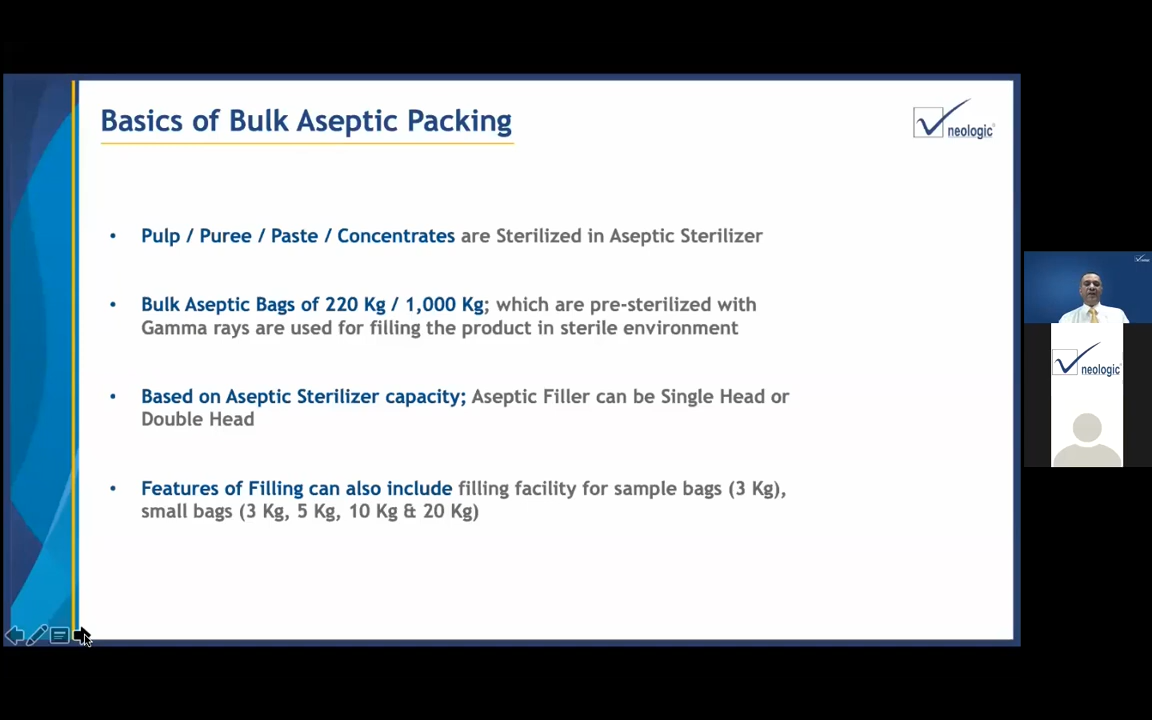 Basics of Bulk Aseptic Packing
neologic
• Pulp / Puree / Paste / Concentrates are Sterilized in Aseptic Sterilizer
• Bulk Aseptic Bags of 220 Kg / 1,000 Kg; which are pre-sterilized with
Gamma rays are used for filling the product in sterile environment
• Based on Aseptic Sterilizer capacity; Aseptic Filler can be Single Head or
Double Head
• Features of Filling can also include filling facility for sample bags (3 Kg),
small bags (3 Kg, 5 Kg, 10 Kg & 20 Kg)
neologic